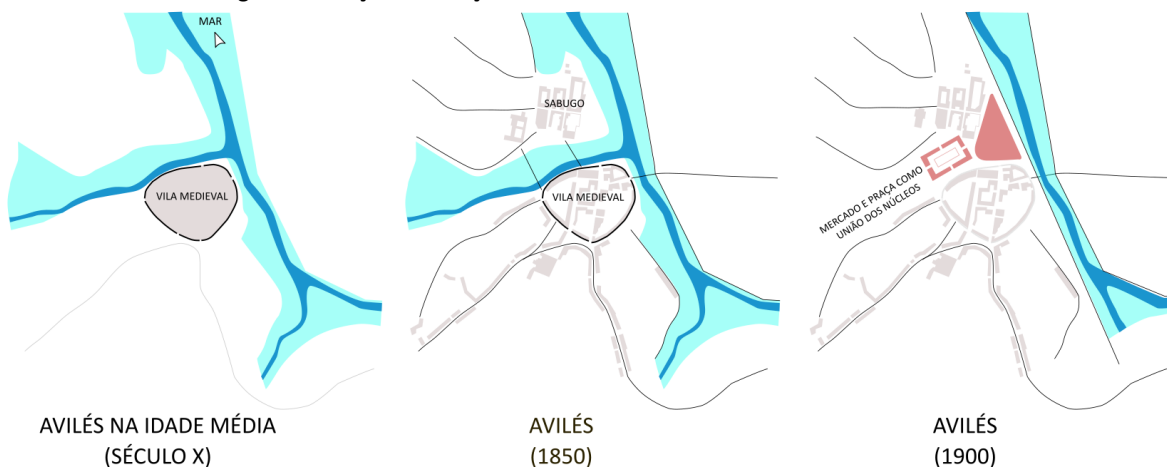 MAR
VILA MEDIEVAL
AVILÉS NA IDADE MÉDIA
(SÉCULO X)
SABUGO
VILA MEDIEVAL
AVILÉS
(1850)
MERCADO E PRAÇA COMO
UNIÃO DOS NÚCLEOS
AVILÉS
(1900)